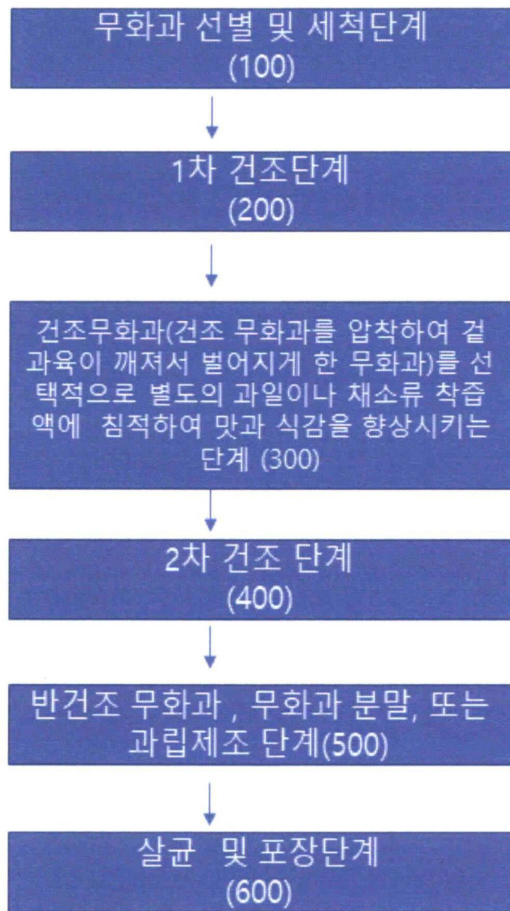 무화과 선별 및 세척단계
(100)
1차 건조단계
(200)
건조무화과(건조 무화과를 압착하여 겉
과육이 깨져서 벌어지게 한 무화과)를 선
택적으로 별도의 과일이나 채소류 착즙
액에 침적하여 맛과 식감을 향상시키는
단계 (300)
2차 건조 단계
(400)
반건조 무화과 , 무화과 분말, 또는
과립제조 단계(500)
살균 및 포장단계
(600)